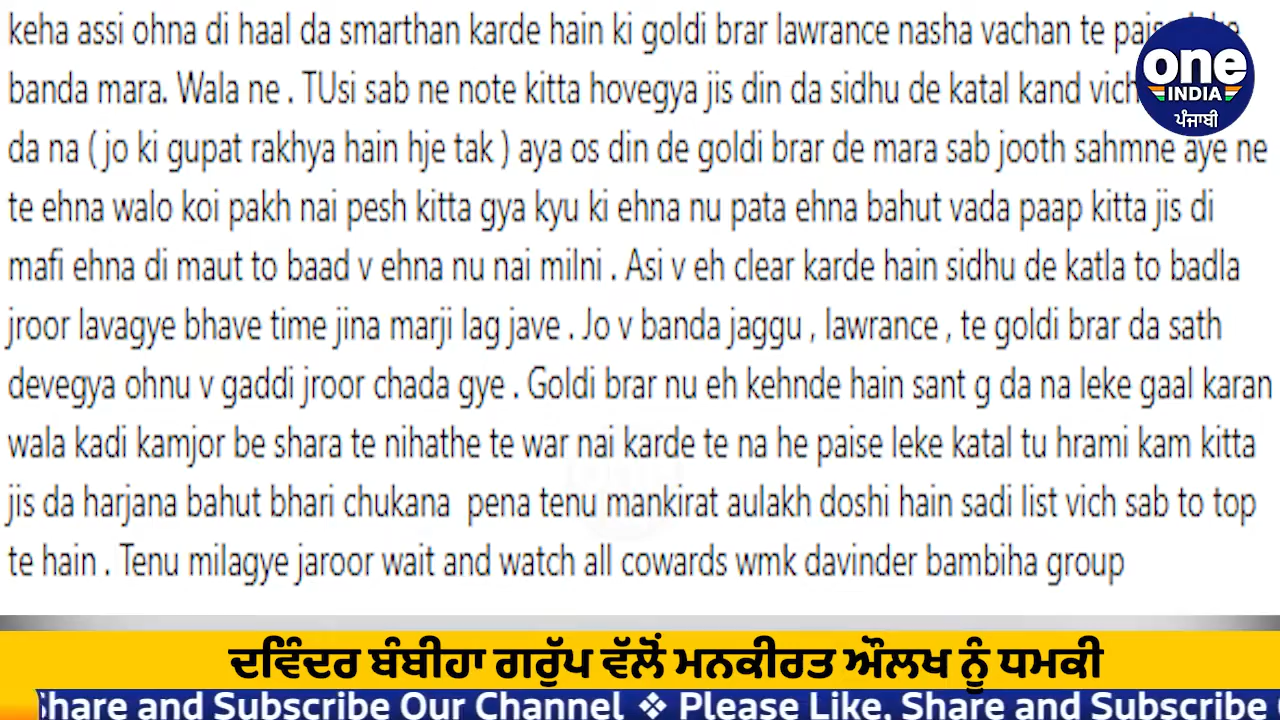 keha assi ohna di haal da smarthan karde hain ki goldi brar lawrance nasha vachan te
banda mara. Wala ne . TUsi sab ne note kitta hovegya jis din da sidhu de katal kand vich
da na ( jo ki gupat rakhya hain hje tak ) aya os din de goldi brar de mara sab jooth sahmne aye ne
te ehna walo koi pakh nai pesh kitta gya kyu ki ehna nu pata ehna bahut vada paap kitta jis di
mafi ehna di maut to baad v ehna nu nai milni . Asi v eh clear karde hain sidhu de katla to badla
jroor lavagye bhave time jina marji lag jave . Jo v banda jaggu , lawrance , te goldi brar da sath
devegya ohnu v gaddi jroor chada gye . Goldi brar nu eh kehnde hain sant g da na leke gaal karan
wala kadi kamjor be shara te nihathe te war nai karde te na he paise leke katal tu hrami kam kitta
jis da harjana bahut bhari chukana pena tenu mankirat aulakh doshi hain sadi list vich sab to top
te hain . Tenu milagye jaroor wait and watch all cowards wmk davinder bambiha group
one
INDIA
ਪੰਜਾਬੀ
ਦਵਿੰਦਰ ਬੰਬੀਹਾ ਗਰੁੱਪ ਵੱਲੋਂ ਮਨਕੀਰਤ ਔਲਖ ਨੂੰ ਧਮਕੀ
Share and Subscribe Our Channel ❖ Please Like, Share and Subscribe